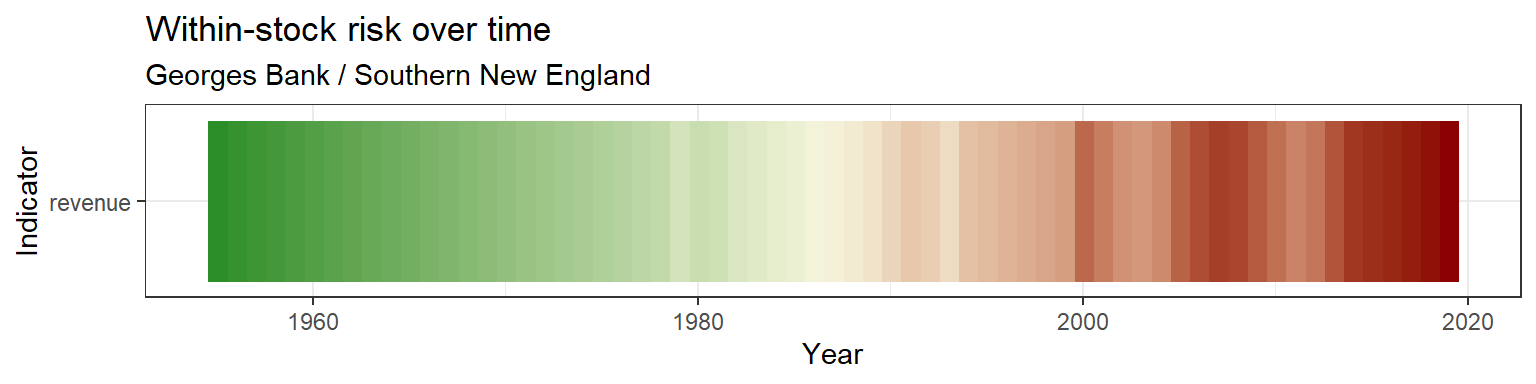 Within-stock risk over time
Georges Bank / Southern New England
Indicator
revenue
1960 1980 2000 2020
Year